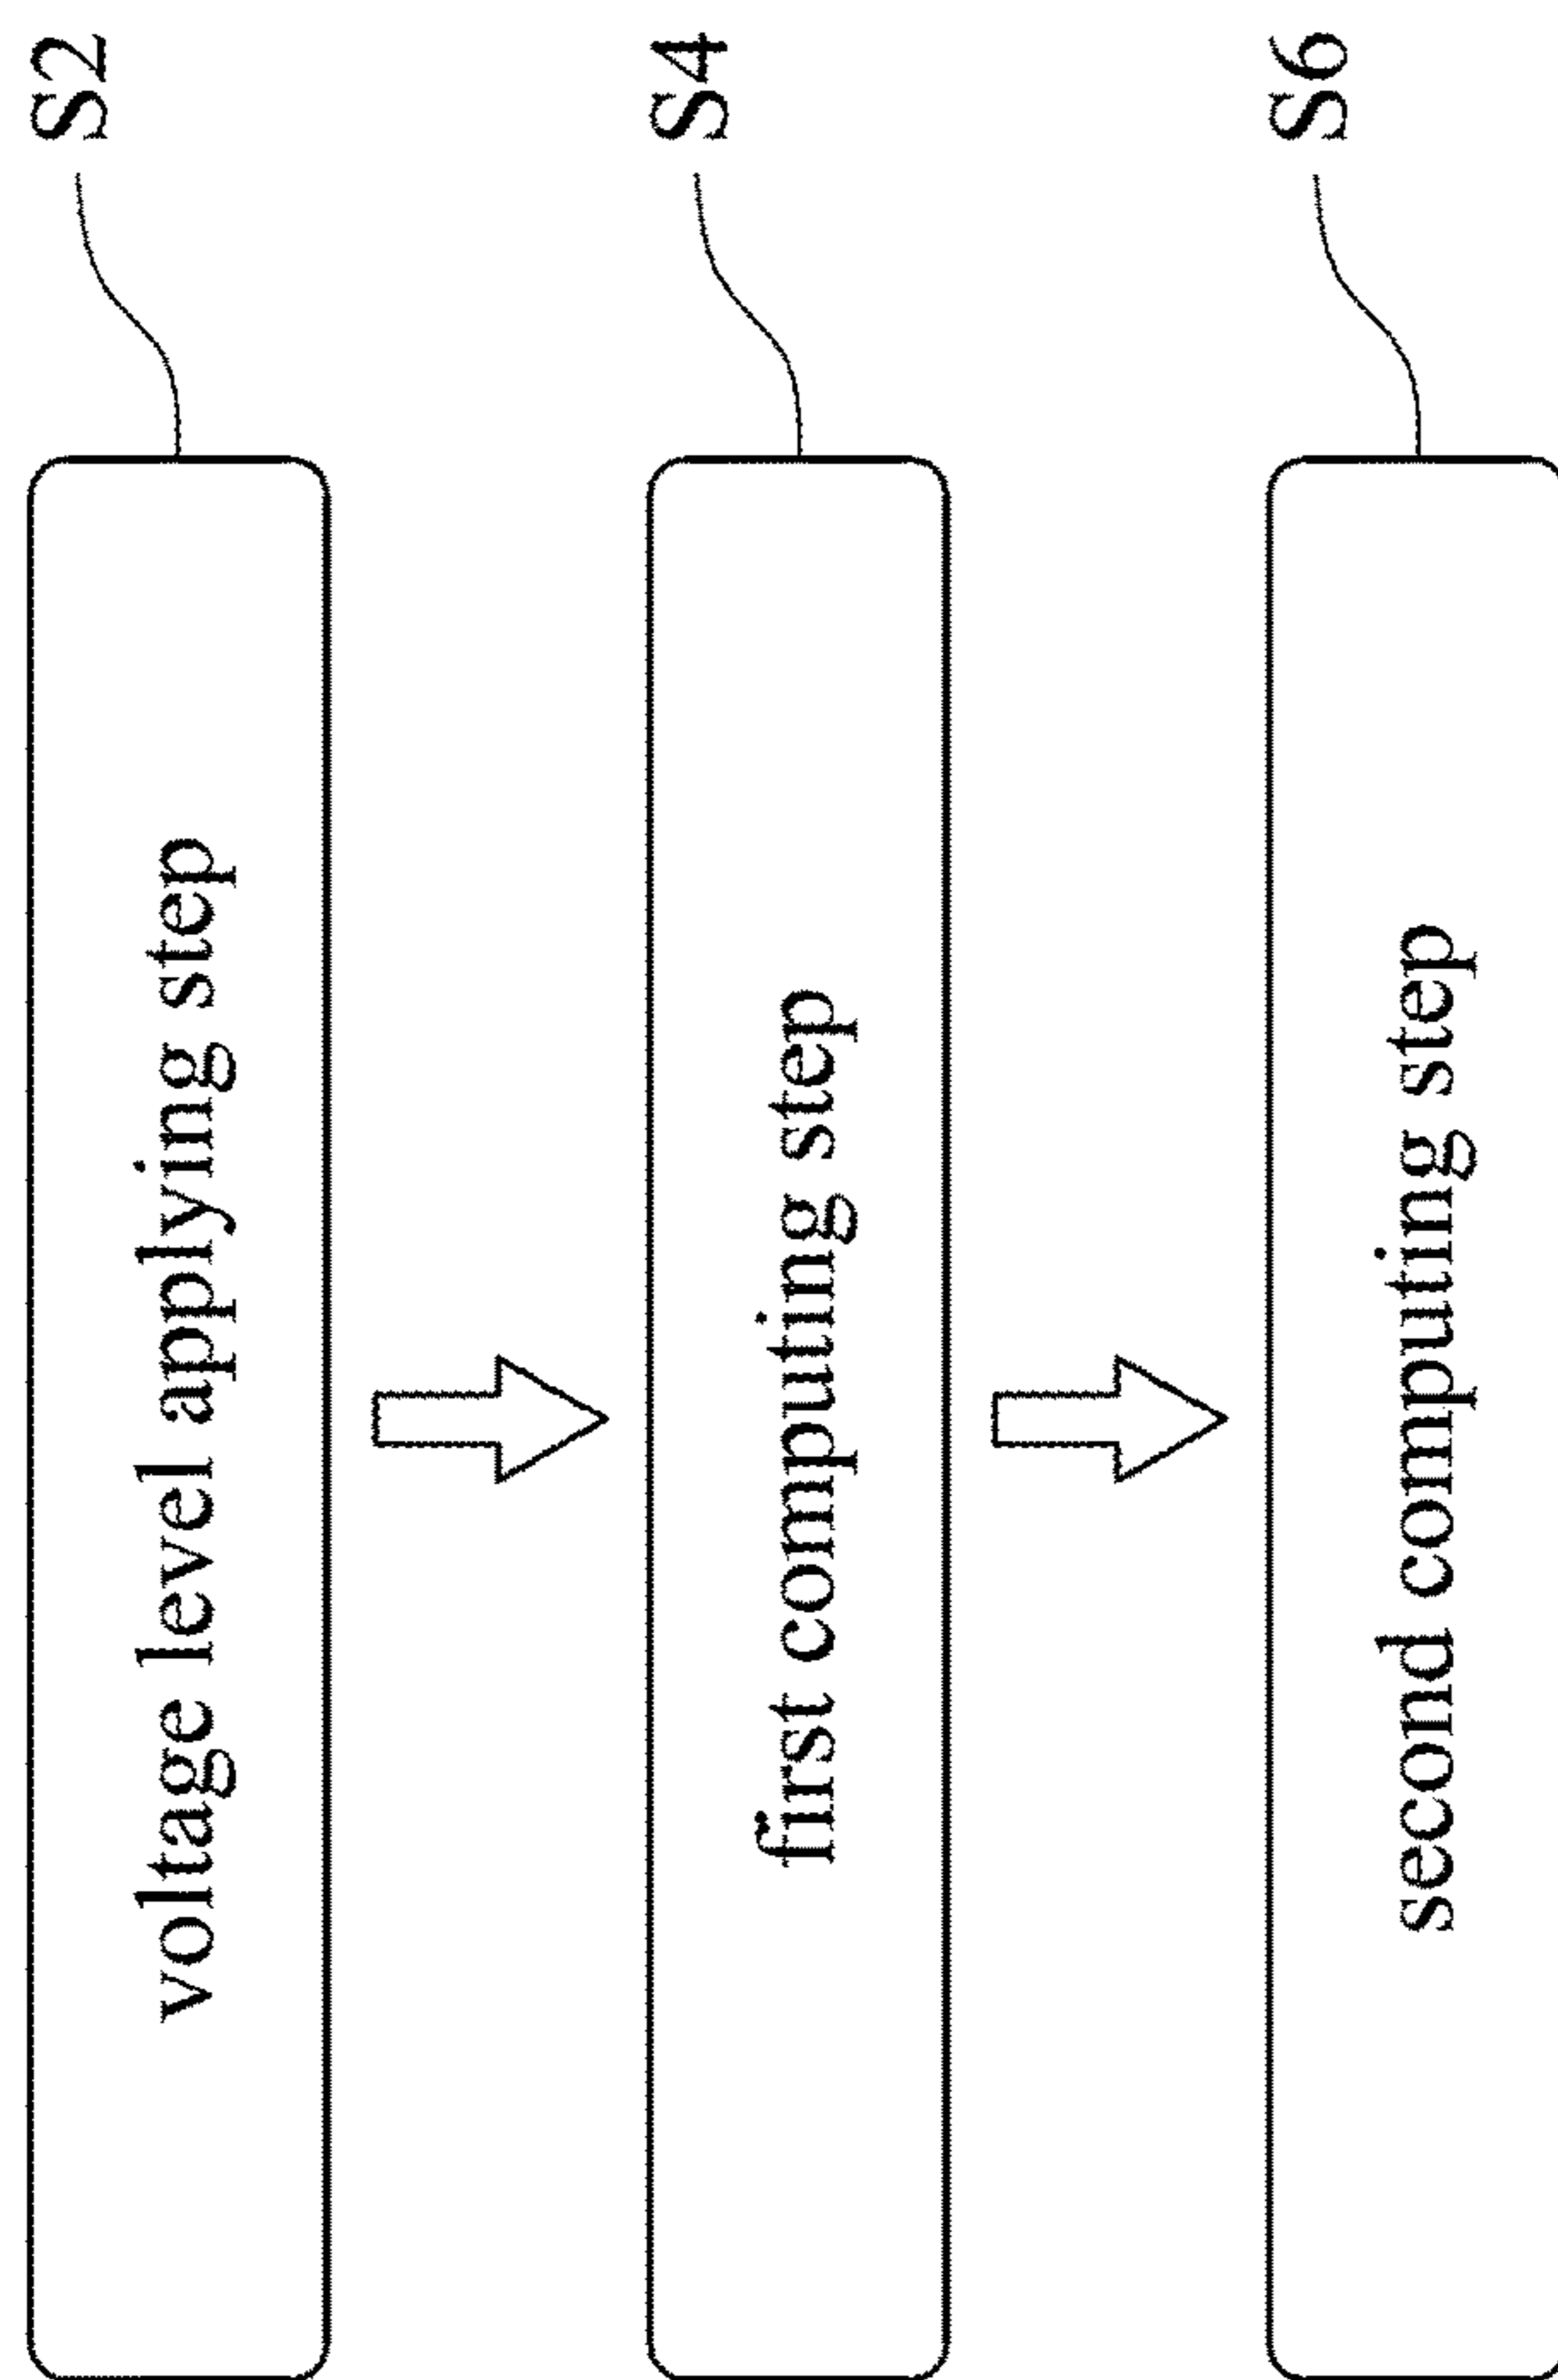 voltage level applying step
S2
first computing step
S4
second computing step
S6